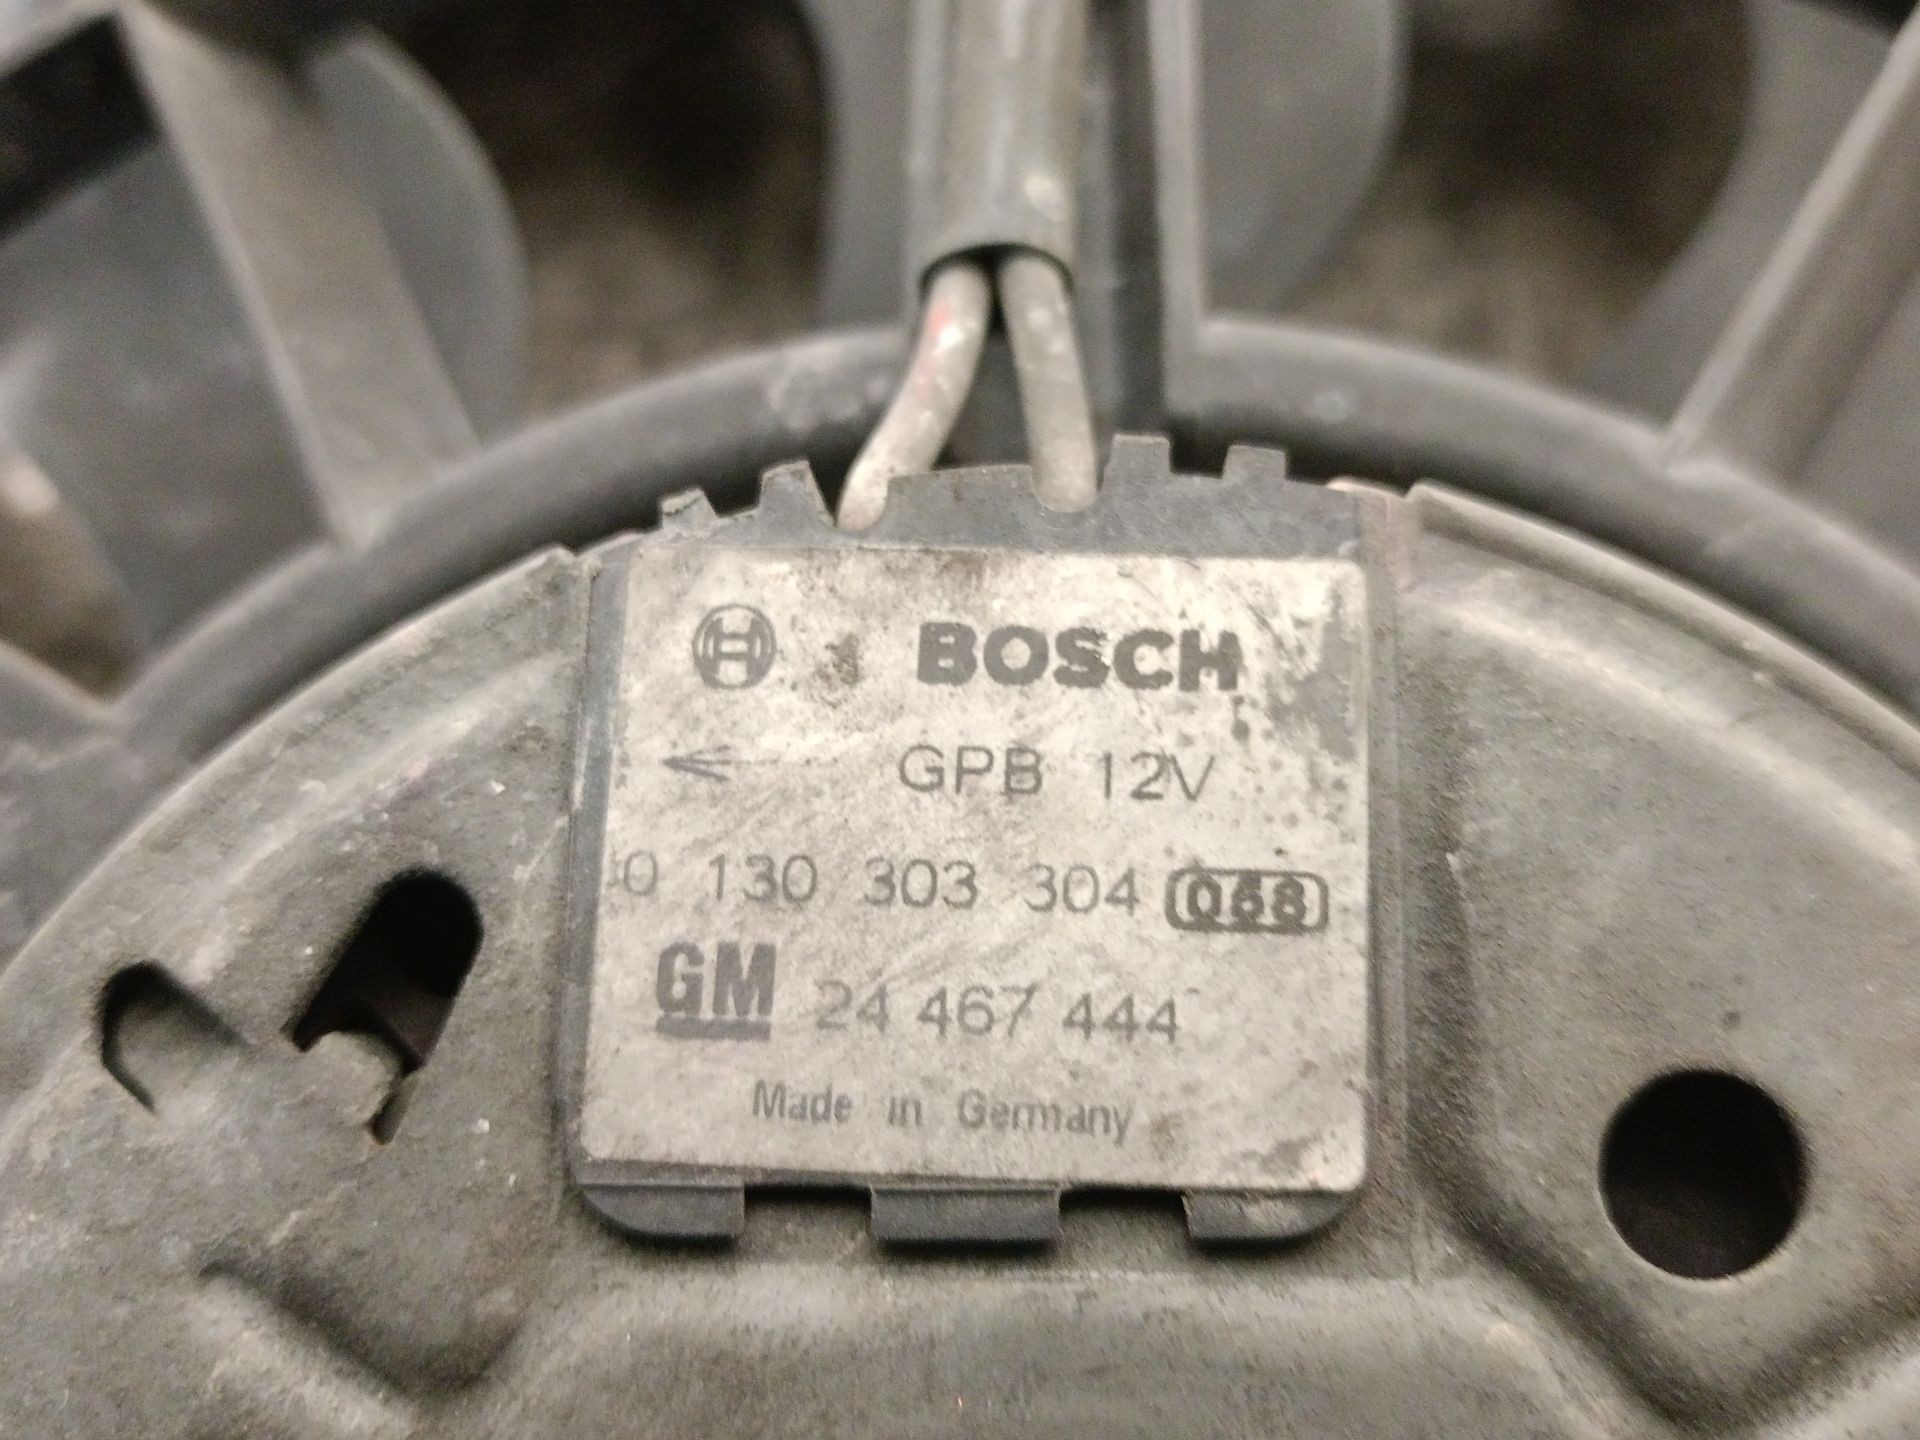 BOSCH
GPB 12V
0 130 303 304 068
GM 24 467 444
Made in Germany